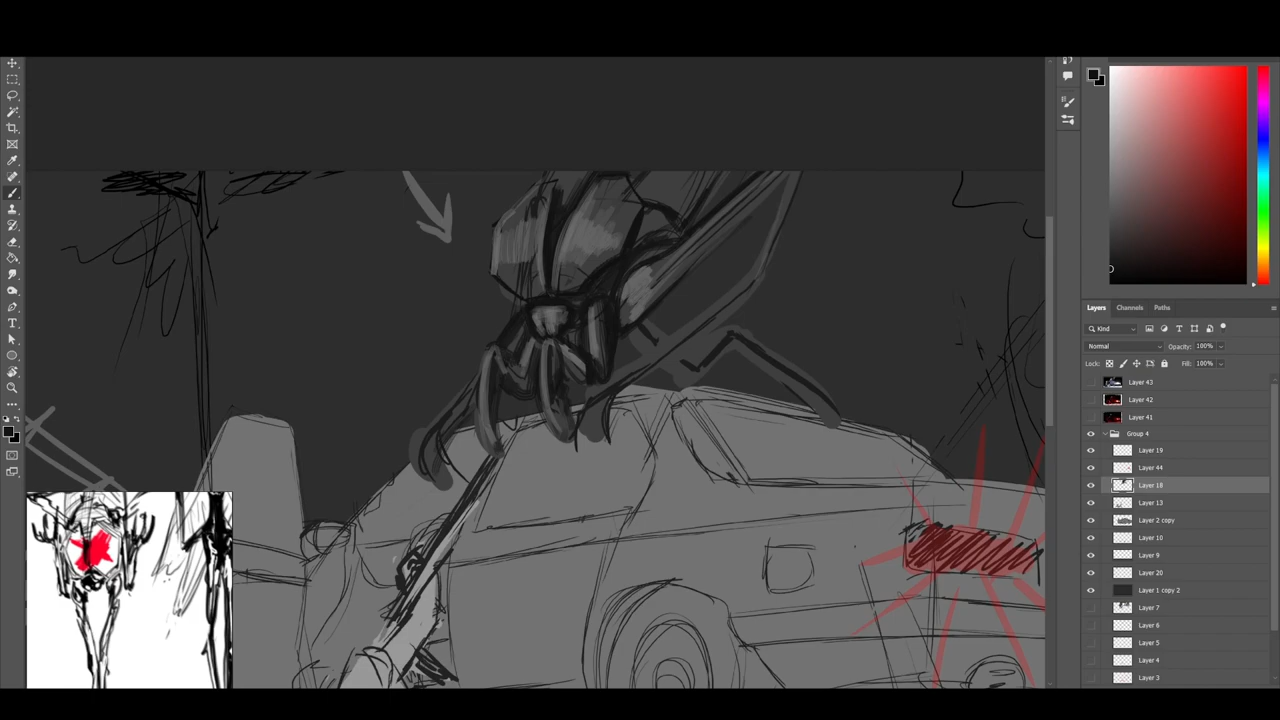 Layers Channels Paths
Kind
Normal Opacity: 100%
Lock: Fill: 100%
Layer 43
Layer 42
Layer 41
Group 4
Layer 19
Layer 44
Layer 18
Layer 13
Layer 2 copy
Layer 10
Layer 9
Layer 20
Layer 1 copy 2
Layer 7
Layer 6
Layer 5
Layer 4
Layer 3